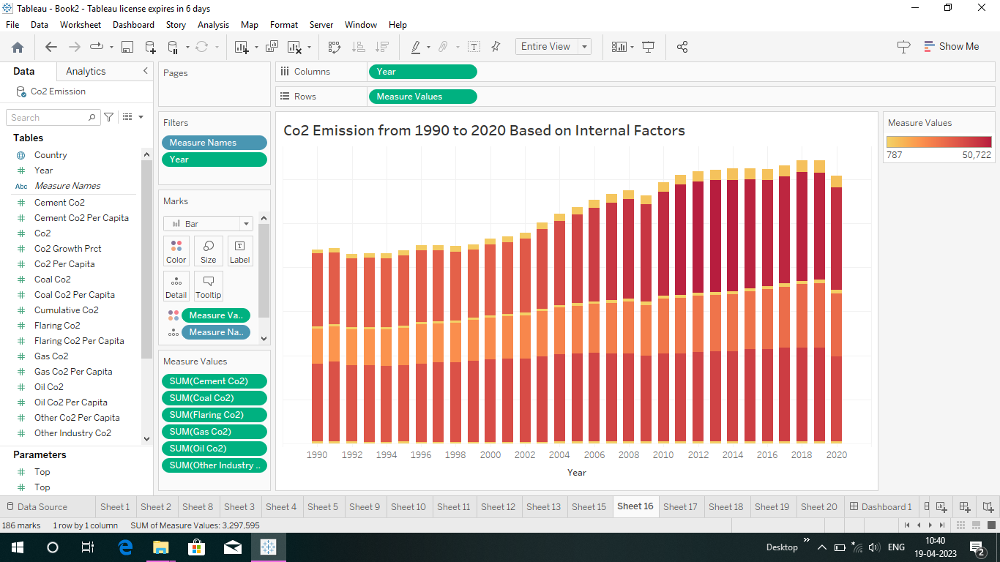 Tableau - Book2 - Tableau license expires in 6 days
File Data Worksheet Dashboard Story Analysis Map Format Server Window Help
Entire View
Show Me
Data Analytics
Co2 Emission
Search
Tables
Country
Year
Abc Measure Names
Cement Co2
Cement Co2 Per Capita
Co2
Co2 Growth Prct
Co2 Per Capita
Coal Co2
Coal Co2 Per Capita
Cumulative Co2
Flaring Co2
Flaring Co2 Per Capita
Gas Co2
Gas Co2 Per Capita
Oil Co2
Oil Co2 Per Capita
Other Co2 Per Capita
Other Industry Co2
Parameters
Top
Top
Pages
Filters
Measure Names
Year
Marks
Bar
Color Size Label
Detail Tooltip
Measure Va..
Measure Na..
Measure Values
SUM(Cement Co2)
SUM(Coal Co2)
SUM(Flaring Co2)
SUM(Gas Co2)
SUM(Oil Co2)
SUM(Other Industry ..
Columns Year
Rows Measure Values
Co2 Emission from 1990 to 2020 Based on Internal Factors
1990 1992 1994 1996 1998 2000 2002 2004 2006 2008 2010 2012 2014 2016 2018 2020
Year
Measure Values
787 50,722
Data Source Sheet 1 Sheet 2 Sheet 8 Sheet 3 Sheet 4 Sheet 5 Sheet 9 Sheet 10 Sheet 11 Sheet 12 Sheet 13 Sheet 15 Sheet 16 Sheet 17 Sheet 18 Sheet 19 Sheet 20 Dashboard 1
186 marks 1 row by 1 column SUM of Measure Values: 3,297,595
Desktop ENG 10:40
19-04-2023 2